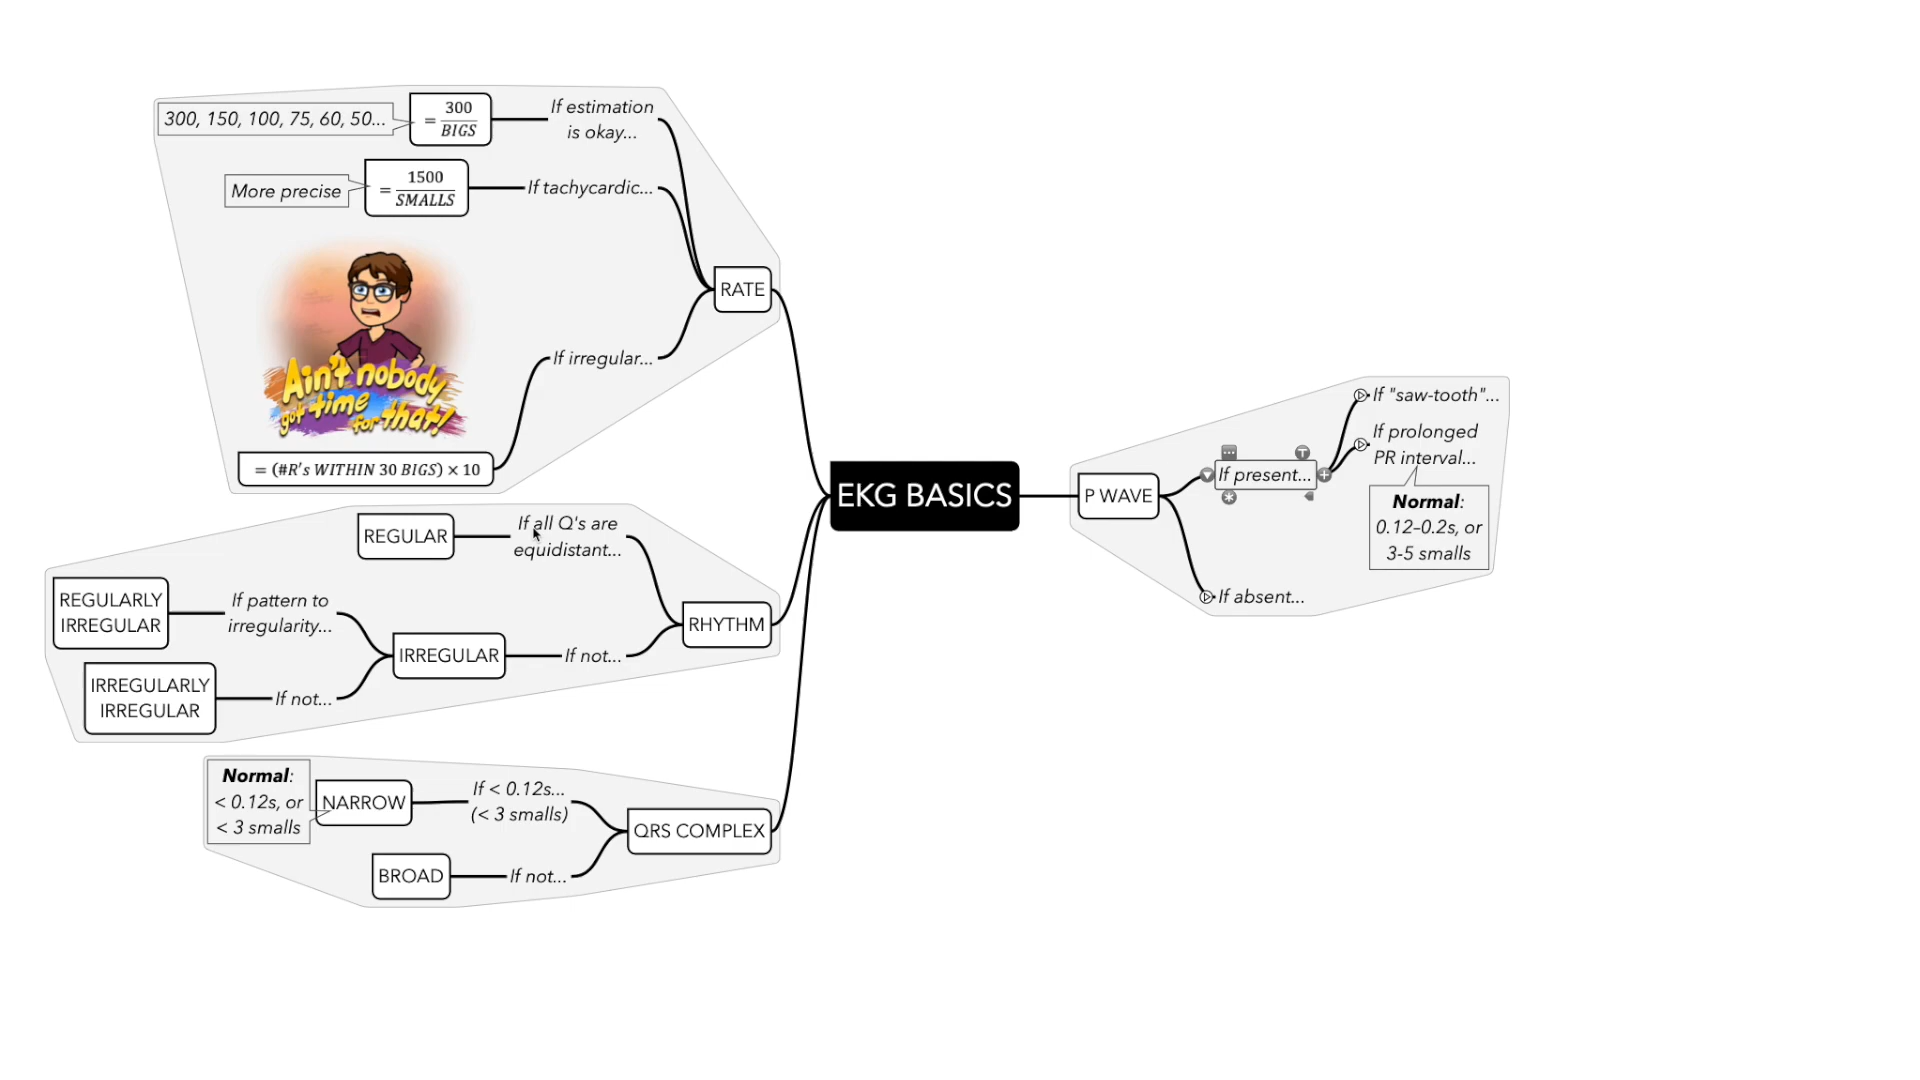 300, 150, 100, 75, 60, 50...
= 300
BIGS
If estimation
is okay...
More precise
= 1500
SMALLS
If tachycardic...
Ain't nobody
got time
for that!
RATE
If irregular...
= (#R's WITHIN 30 BIGS) × 10
REGULAR
If all Q's are
equidistant...
REGULARLY
IRREGULAR
If pattern to
irregularity...
RHYTHM
IRREGULAR
If not...
IRREGULARLY
IRREGULAR
If not...
Normal:
< 0.12s, or
< 3 smalls
NARROW
If < 0.12s...
(< 3 smalls)
QRS COMPLEX
BROAD
If not...
EKG BASICS
P WAVE
If present...
If "saw-tooth"...
If prolonged
PR interval...
Normal:
0.12-0.2s, or
3-5 smalls
If absent...